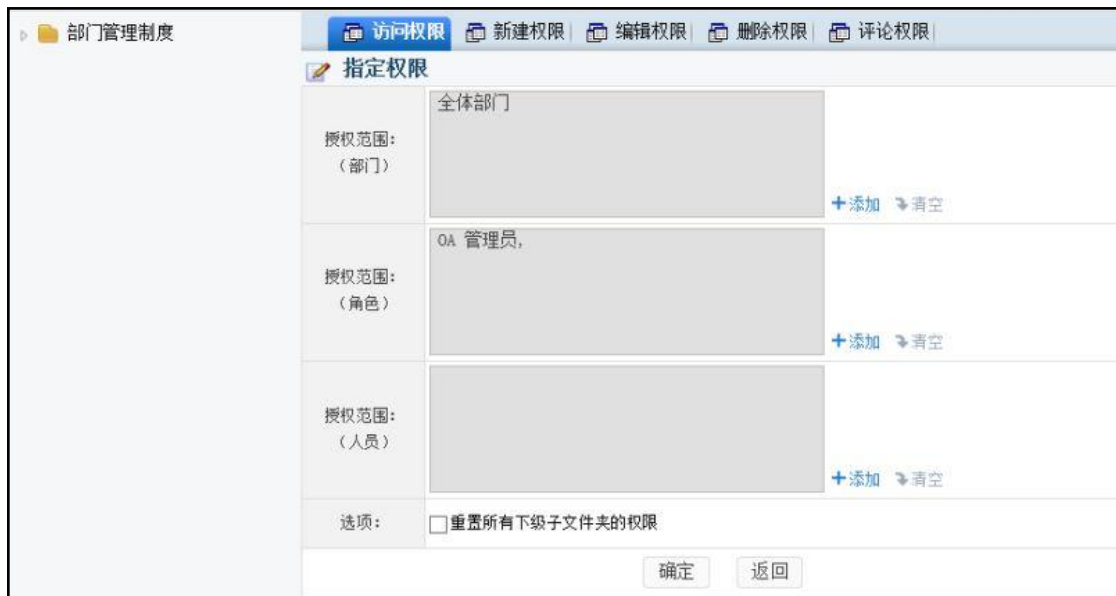 部门管理制度
访问权限 新建权限 编辑权限 删除权限 评论权限
指定权限
授权范围:
(部门)
全体部门
添加 清空
授权范围:
(角色)
OA 管理员,
添加 清空
授权范围:
(人员)
添加 清空
选项:
重置所有下级子文件夹的权限
确定 返回